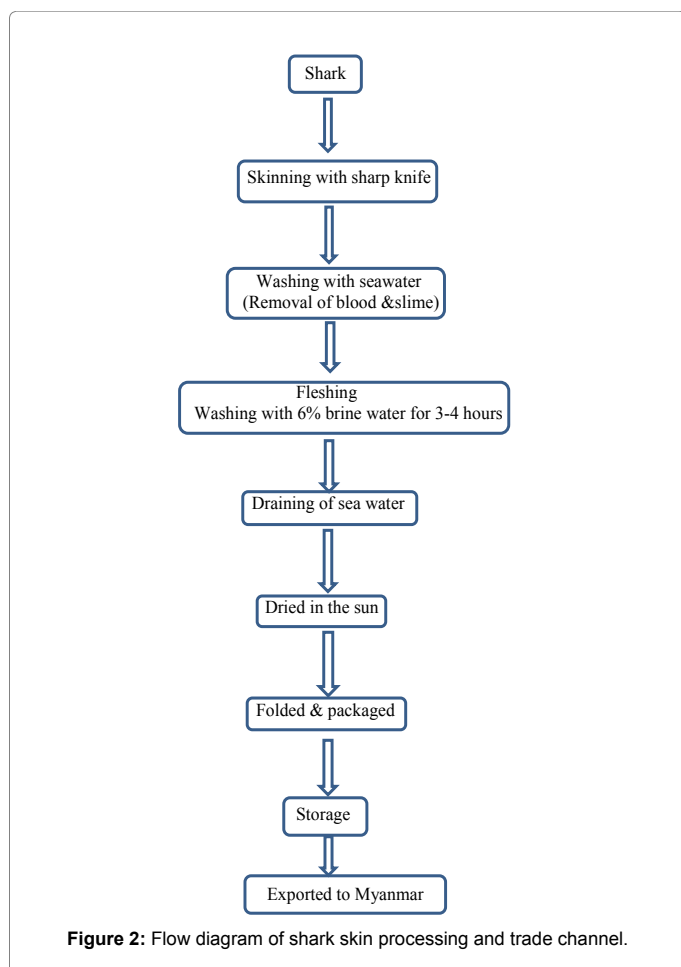 Shark
Skinning with sharp knife
Washing with seawater
(Removal of blood &slime)
Fleshing
Washing with 6% brine water for 3-4 hours
Draining of sea water
Dried in the sun
Folded & packaged
Storage
Exported to Myanmar
Figure 2: Flow diagram of shark skin processing and trade channel.